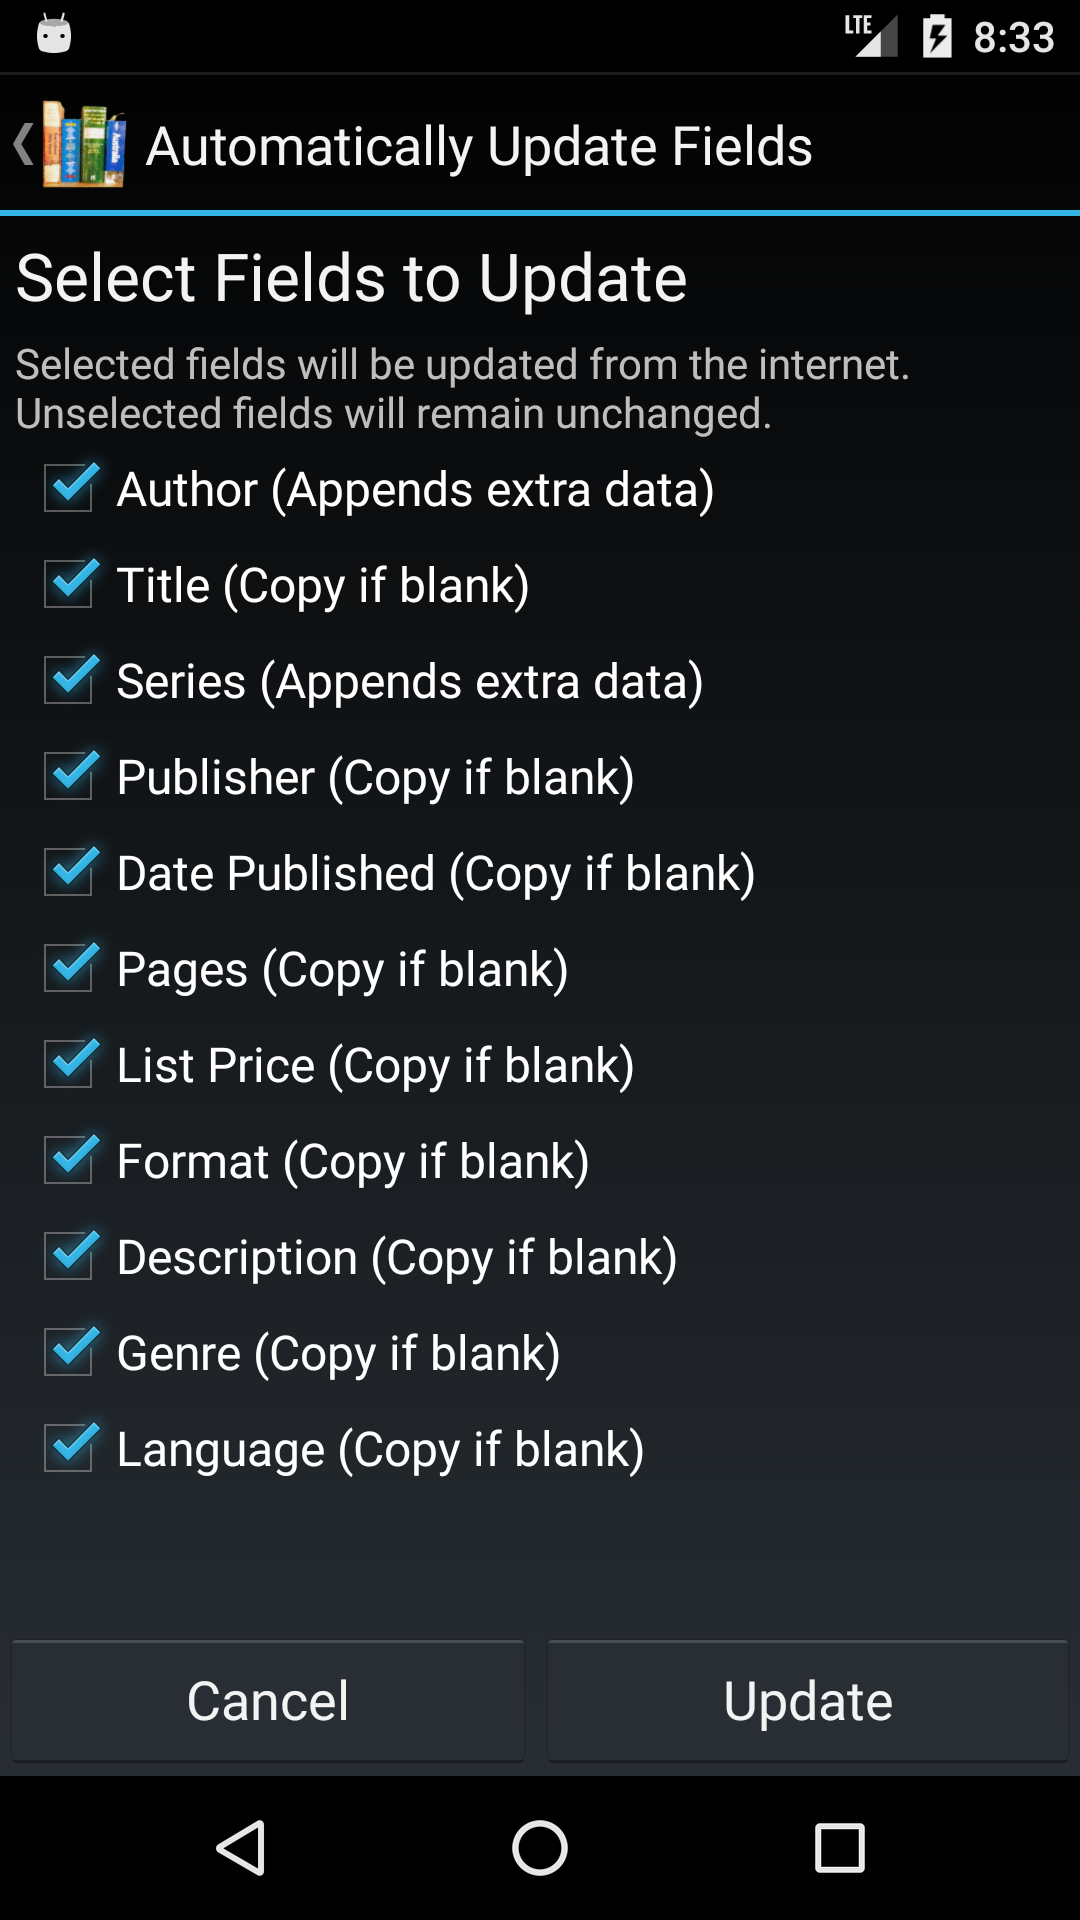 LTE 8:33
Automatically Update Fields
Select Fields to Update
Selected fields will be updated from the internet.
Unselected fields will remain unchanged.
Author (Appends extra data)
Title (Copy if blank)
Series (Appends extra data)
Publisher (Copy if blank)
Date Published (Copy if blank)
Pages (Copy if blank)
List Price (Copy if blank)
Format (Copy if blank)
Description (Copy if blank)
Genre (Copy if blank)
Language (Copy if blank)
Cancel Update